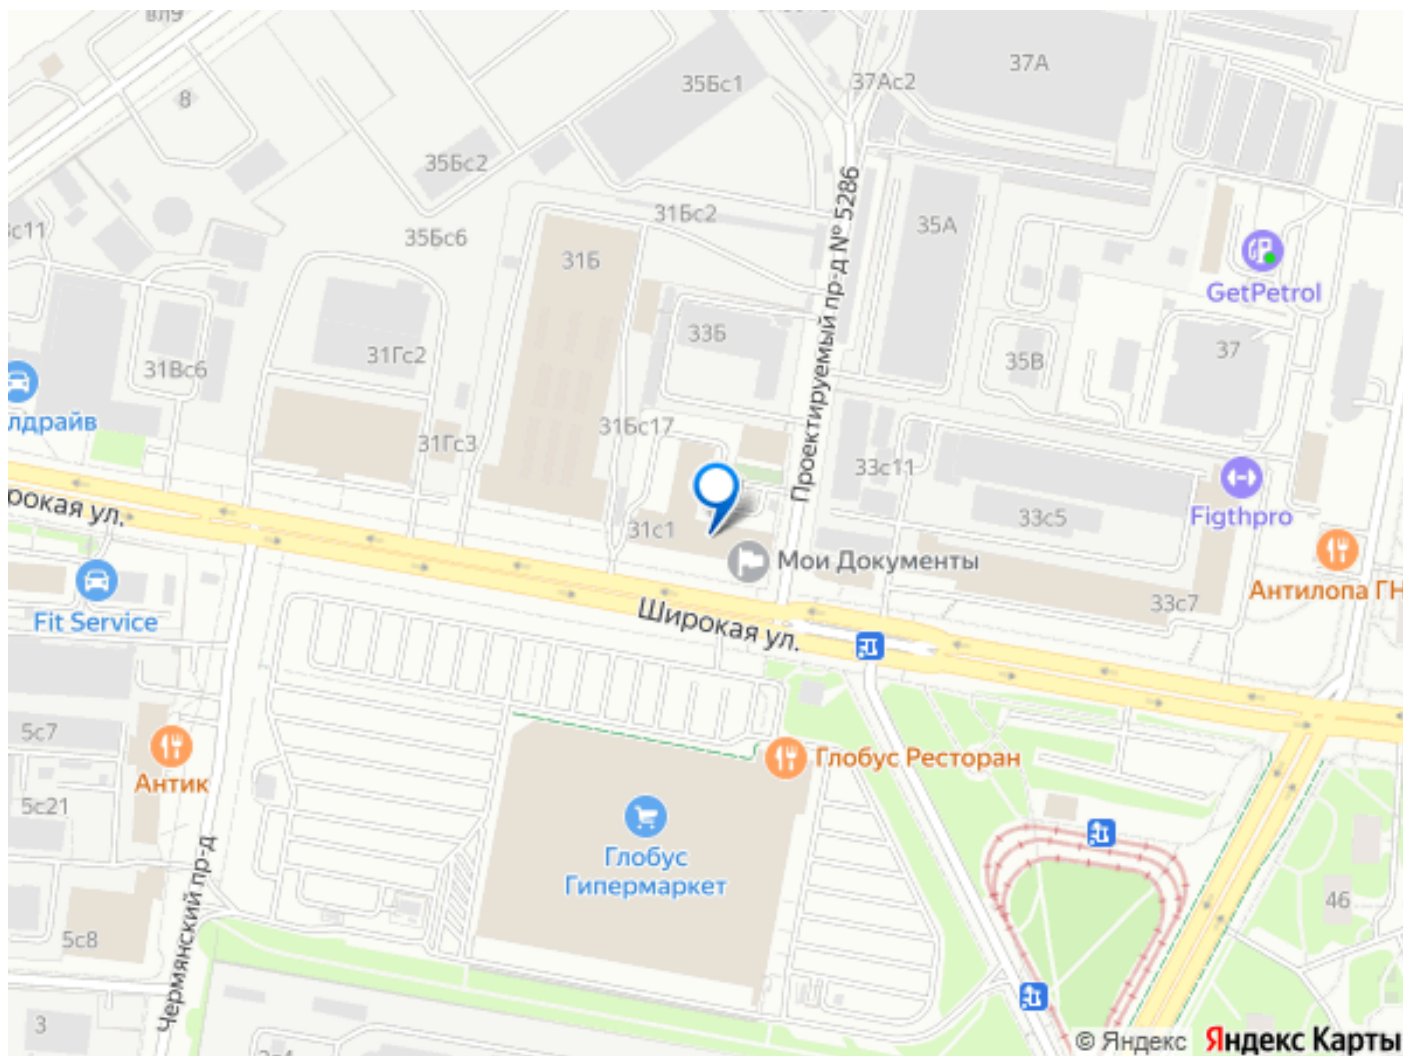 вл9
37А
35Бс1
37Ас2
8
35Бс2
31Бс2
Проектируемый пр-д № 5286
35А
с11
35Бс6
31Б
GetPetrol
33Б
37
31Гс2
35В
31Вс6
лдрайв
31Бс17
31Гс3
33с11
Широкая ул.
рокая ул.
31с1
33с5
Figthpro
Мои Документы
Антилопа ГН
33с7
Fit Service
5с7
Глобус Ресторан
Антик
5с21
Глобус
Гипермаркет
Чермянский пр-д
46
5с8
3
© Яндекс Яндекс Карты